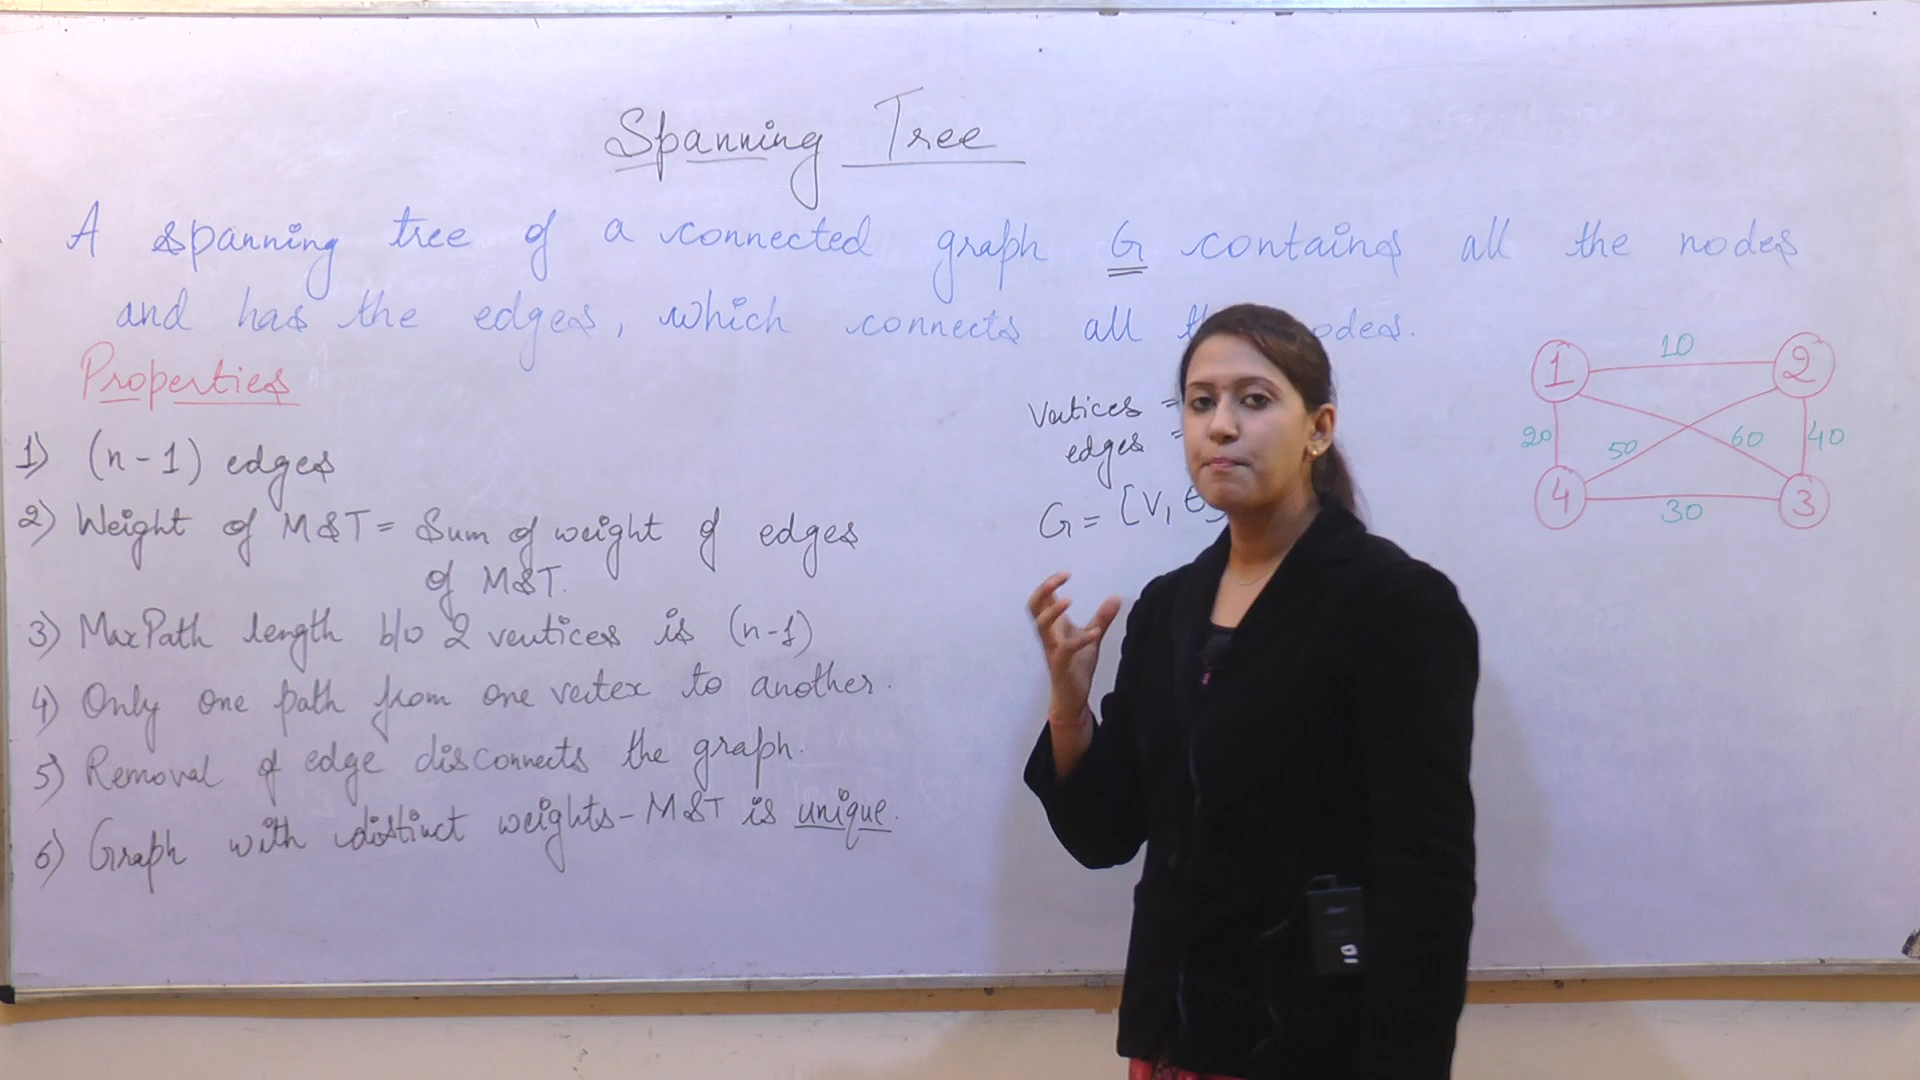 Spanning Tree
A spanning tree of a connected graph G contains all the nodes
and has the edges, which connects all
Properties
1) (n-1) edges
2) Weight of MST = Sum of weight of edges
of MST.
3) Max Path length b/w 2 vertices is (n-1)
4) Only one path from one vertex to another.
5) Removal of edge disconnects the graph.
6) Graph with distinct weights - MST is unique.
Vertices =
edges =
G = [V, E
1 10 2
20 50 60 40
4 30 3